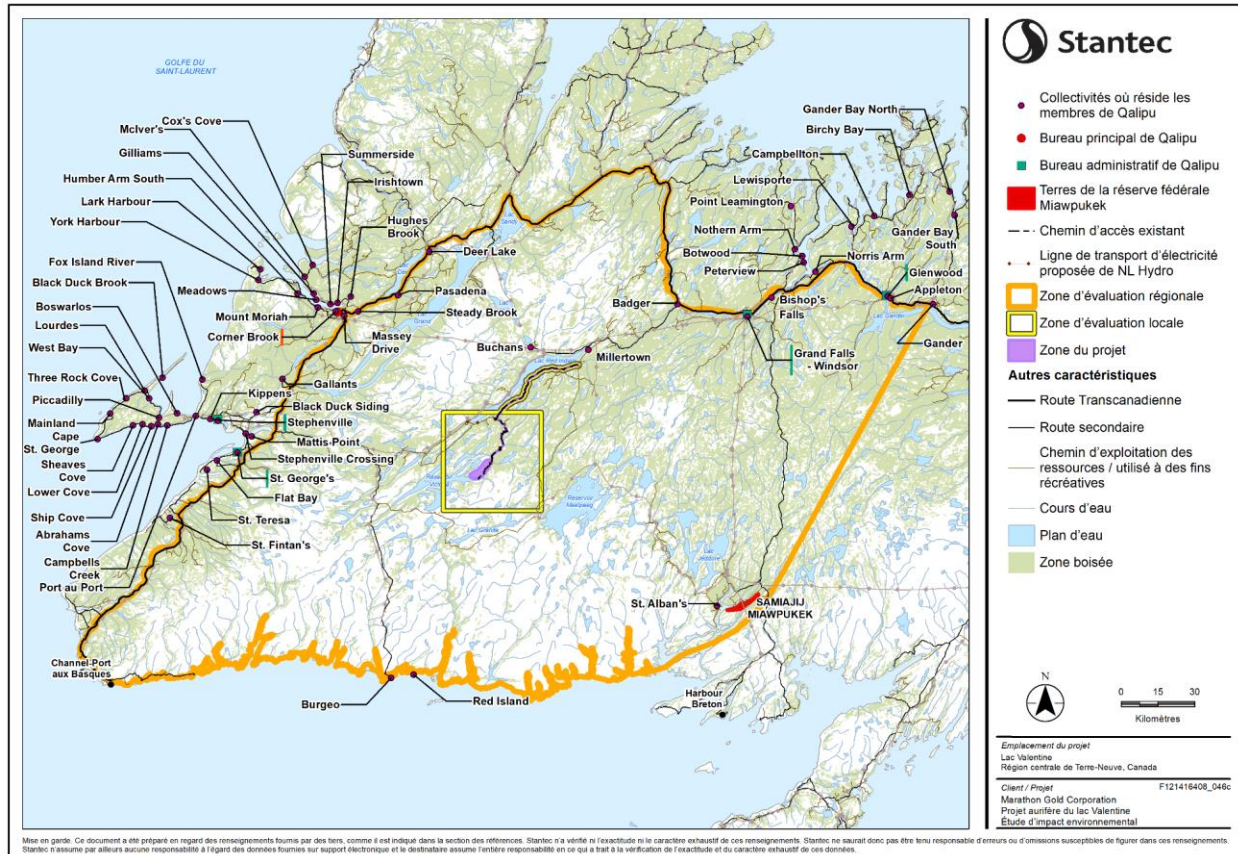 GOLFE DU
SAINT-LAURENT
Cox's Cove
McIver's
Gilliams
Humber Arm South
Lark Harbour
York Harbour
Fox Island River
Black Duck Brook
Boswarlos
Lourdes
West Bay
Three Rock Cove
Piccadilly
Mainland
Cape
St. George
Sheaves
Cove
Lower Cove
Ship Cove
Abrahams
Cove
Campbells
Creek
Port au Port
Meadows
Mount Moriah
Corner Brook
Summerside
Irishtown
Hughes
Brook
Deer Lake
Pasadena
Steady Brook
Massey
Drive
Gallants
Kippens
Black Duck Siding
Stephenville
Mattis-Point
Stephenville Crossing
St. George's
Flat Bay
St. Teresa
St. Fintan's
Channel-Port
aux Basques
Burgeo
Red Island
Lac
Sandy
Buchans
Millertown
Lac Red Indian
Badger
Bishop's
Falls
Grand Falls
- Windsor
Gander Bay North
Birchy Bay
Campbellton
Lewisporte
Point Leamington
Nothern Arm
Botwood
Peterview
Norris Arm
Gander Bay
South
Glenwood
Appleton
Gander
Lac Gander
Lac Granite
Reservoir
Meelpaeg
Lac
Jeddore
St. Alban's
SAMIAJIJ
MIAWPUKEK
Harbour
Breton
Stantec
Collectivités où réside les
membres de Qalipu
Bureau principal de Qalipu
Bureau administratif de Qalipu
Terres de la réserve fédérale
Miawpukek
Chemin d'accès existant
Ligne de transport d'électricité
proposée de NL Hydro
Zone d'évaluation régionale
Zone d'évaluation locale
Zone du projet
Autres caractéristiques
Route Transcanadienne
Route secondaire
Chemin d'exploitation des
ressources / utilisé à des fins
récréatives
Cours d'eau
Plan d'eau
Zone boisée
N
0 15 30
Kilomètres
Emplacement du projet
Lac Valentine
Région centrale de Terre-Neuve, Canada
Client / Projet F121416408_046c
Marathon Gold Corporation
Projet aurifère du lac Valentine
Étude d'impact environnemental
Mise en garde. Ce document a été préparé en regard des renseignements fournis par des tiers, comme il est indiqué dans la section des références. Stantec n'a vérifié ni l'exactitude ni le caractère exhaustif de ces renseignements. Stantec ne saurait donc pas être tenu responsable d'erreurs ou d'omissions susceptibles de figurer dans ces renseignements.
Stantec n'assume par ailleurs aucune responsabilité à l'égard des données fournies sur support électronique et le destinataire assume l'entière responsabilité en ce qui a trait à la vérification de l'exactitude et du caractère exhaustif de ces données.